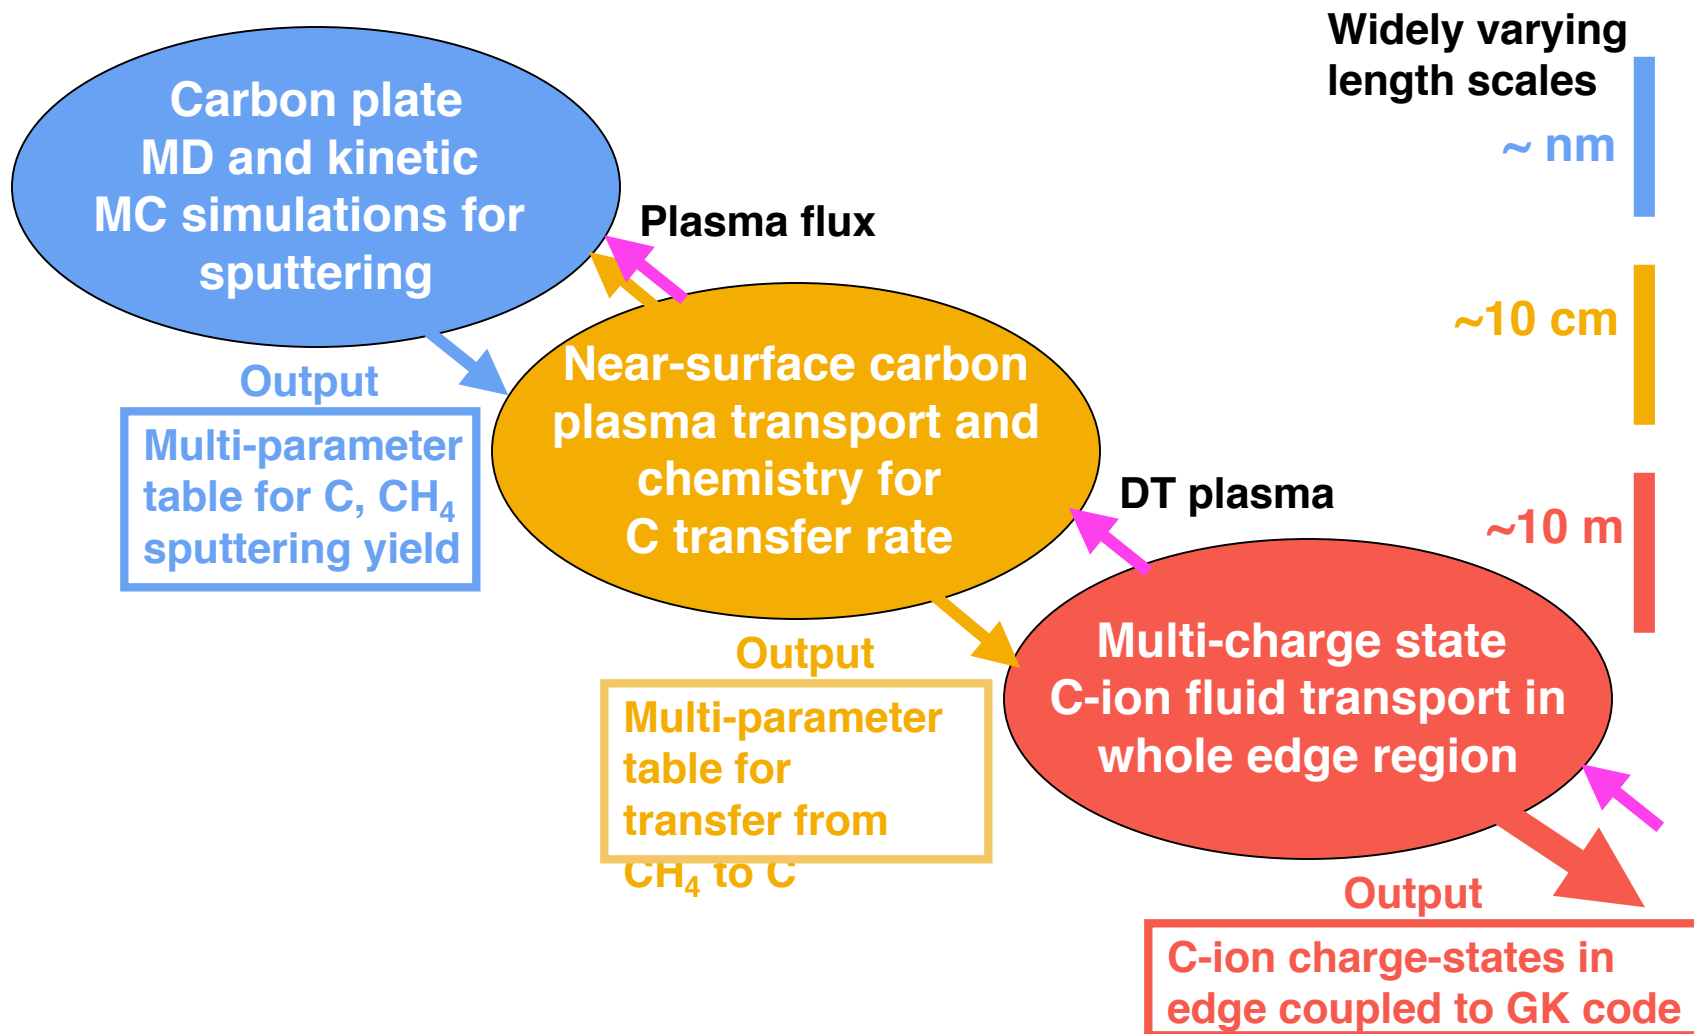 Widely varying
length scales
~ nm
~10 cm
~10 m
Carbon plate
MD and kinetic
MC simulations for
sputtering
Plasma flux
Output
Multi-parameter
table for C, CH₄
sputtering yield
Near-surface carbon
plasma transport and
chemistry for
C transfer rate
DT plasma
Output
Multi-parameter
table for
transfer from
CH₄ to C
Multi-charge state
C-ion fluid transport in
whole edge region
Output
C-ion charge-states in
edge coupled to GK code